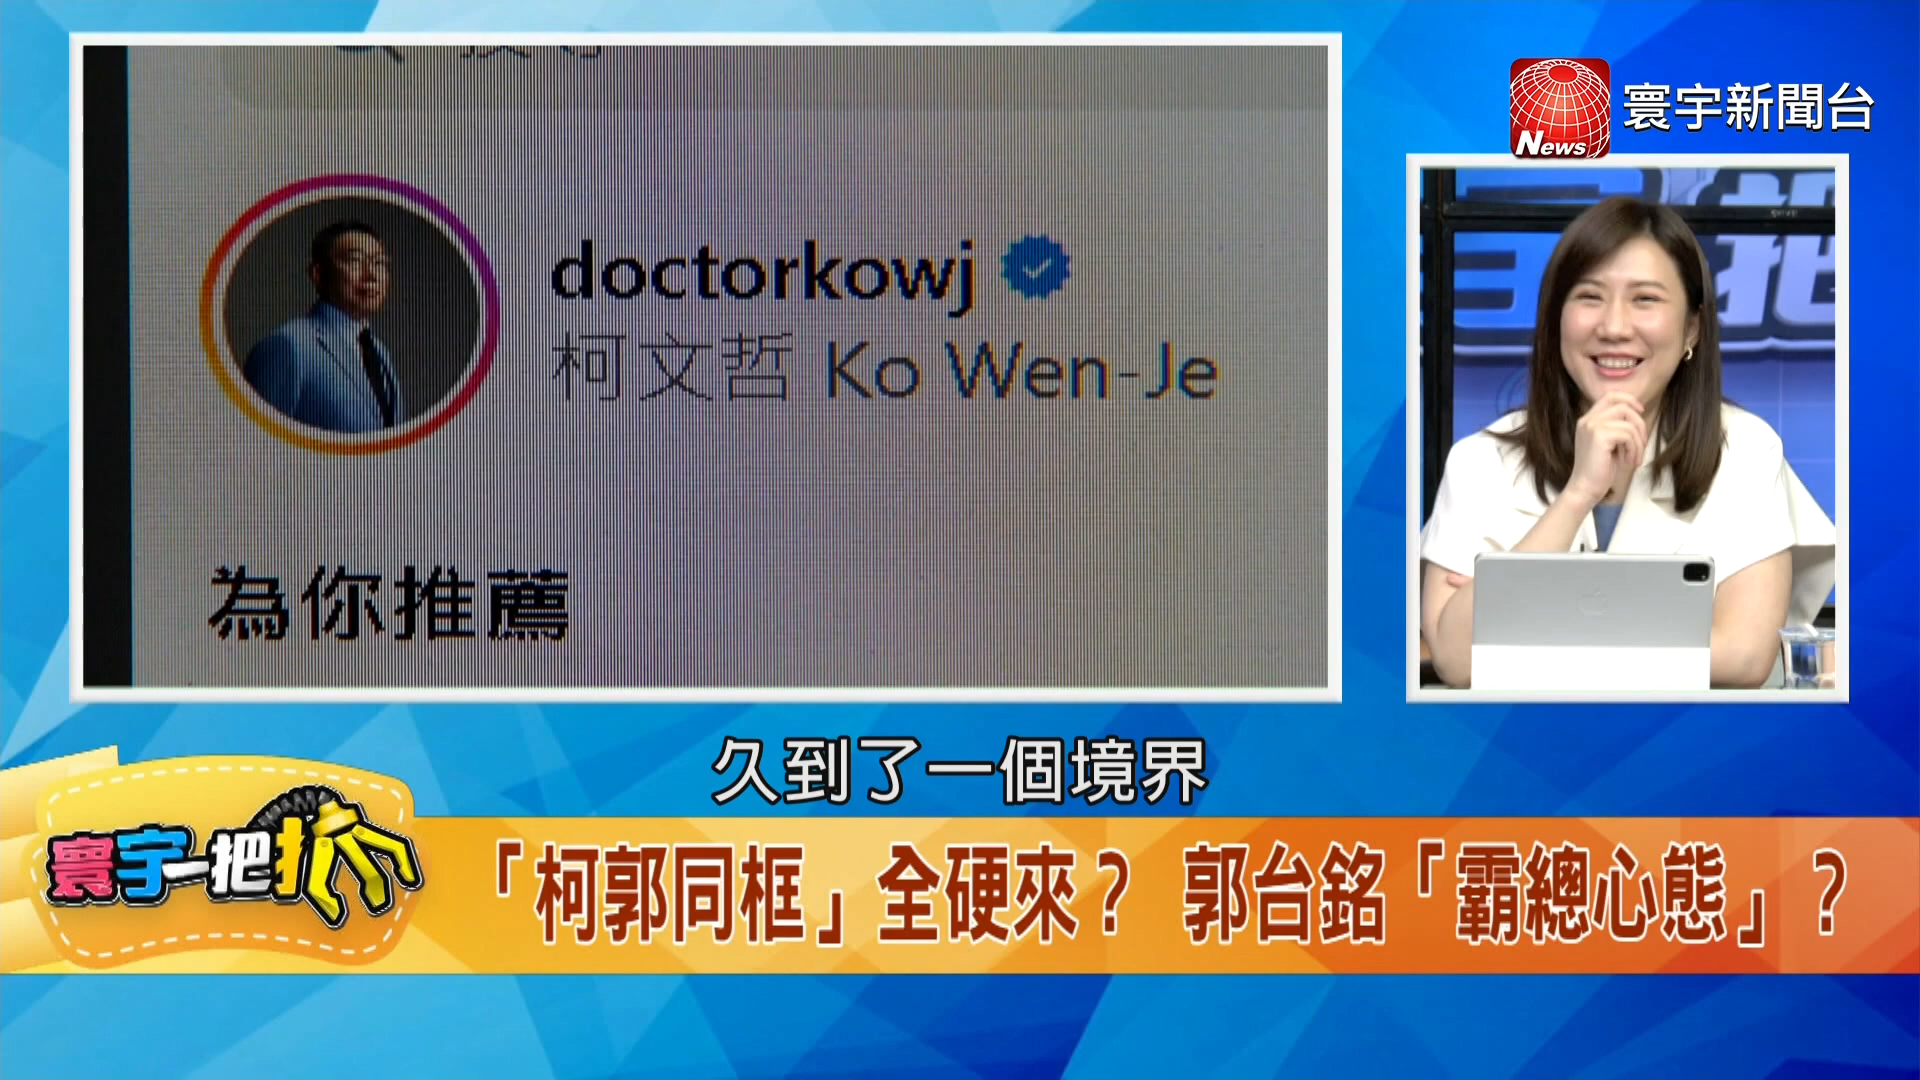 寰宇新聞台
News
doctorkowj
柯文哲 Ko Wen-Je
為你推薦
久到了一個境界
寰宇一把抓
「柯郭同框」全硬來？ 郭台銘「霸總心態」？